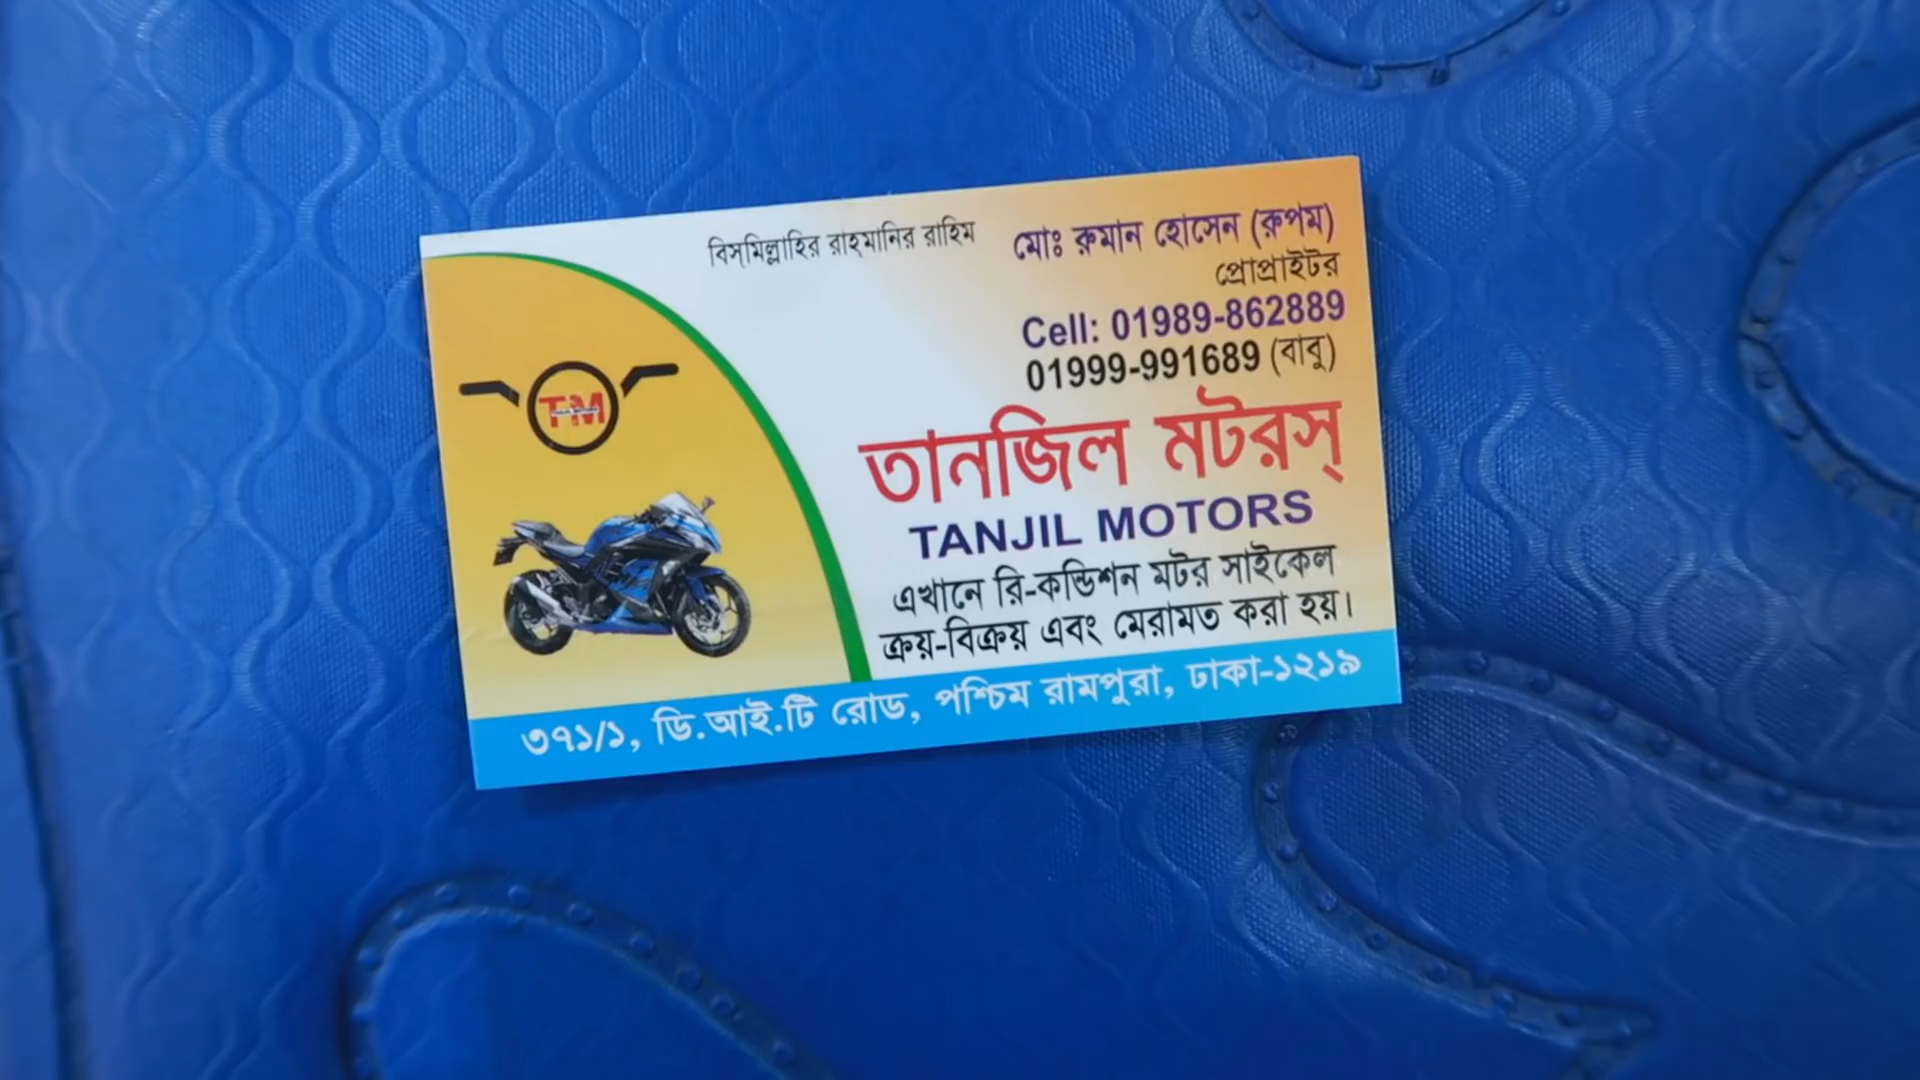 বিস্‌মিল্লাহির রাহ্‌মানির রাহিম
মোঃ রুমান হোসেন (রুপম)
প্রোপ্রাইটর
Cell: 01989-862889
01999-991689 (বাবু)
TM
তানজিল মটরস্
TANJIL MOTORS
এখানে রি-কন্ডিশন মটর সাইকেল
ক্রয়-বিক্রয় এবং মেরামত করা হয়।
৩৭১/১, ডি.আই.টি রোড, পশ্চিম রামপুরা, ঢাকা-১২১৯